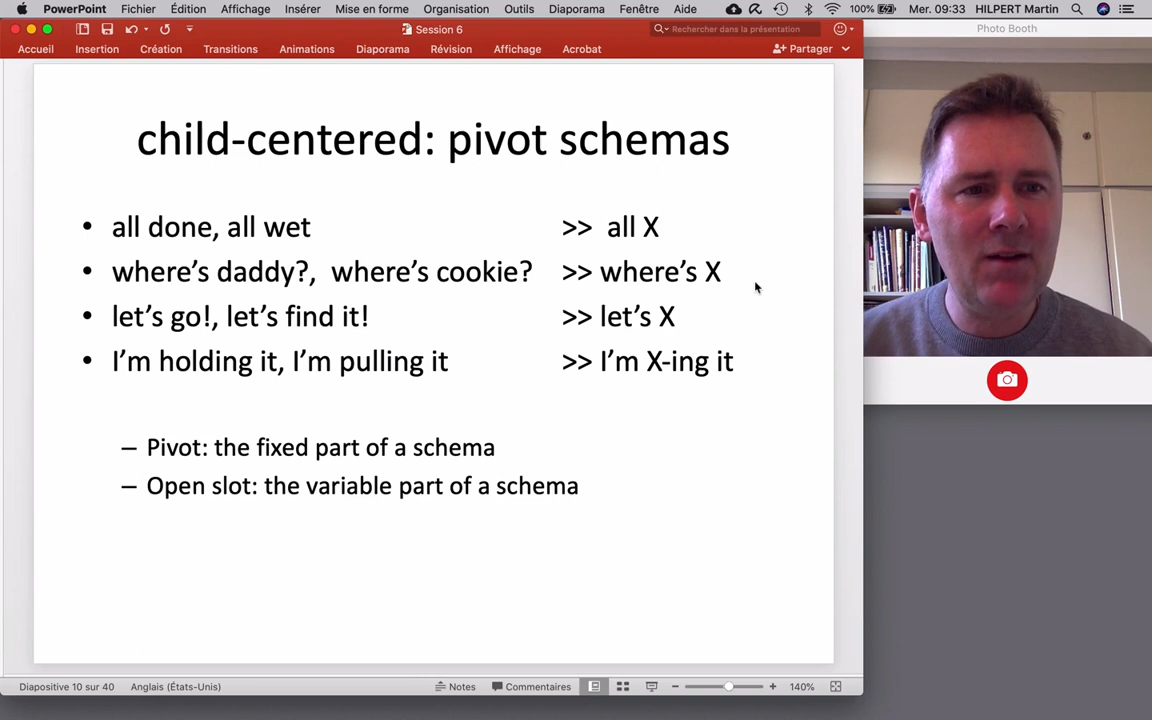 PowerPoint Fichier Édition Affichage Insérer Mise en forme Organisation Outils Diaporama Fenêtre Aide 100% Mer. 09:33 HILPERT Martin
Session 6
Rechercher dans la présentation
Photo Booth
Accueil Insertion Création Transitions Animations Diaporama Révision Affichage Acrobat Partager
child-centered: pivot schemas
• all done, all wet >> all X
• where's daddy?, where's cookie? >> where's X
• let's go!, let's find it! >> let's X
• I'm holding it, I'm pulling it >> I'm X-ing it
– Pivot: the fixed part of a schema
– Open slot: the variable part of a schema
Diapositive 10 sur 40 Anglais (États-Unis) Notes Commentaires 140%